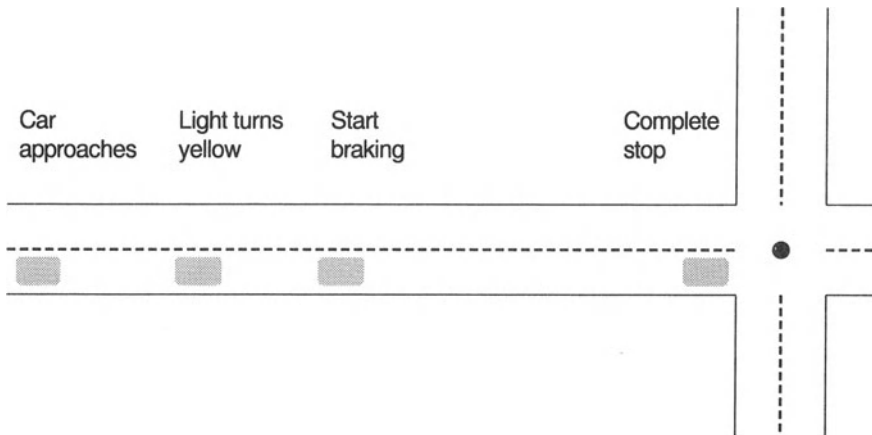 Car
approaches
Light turns
yellow
Start
braking
Complete
stop